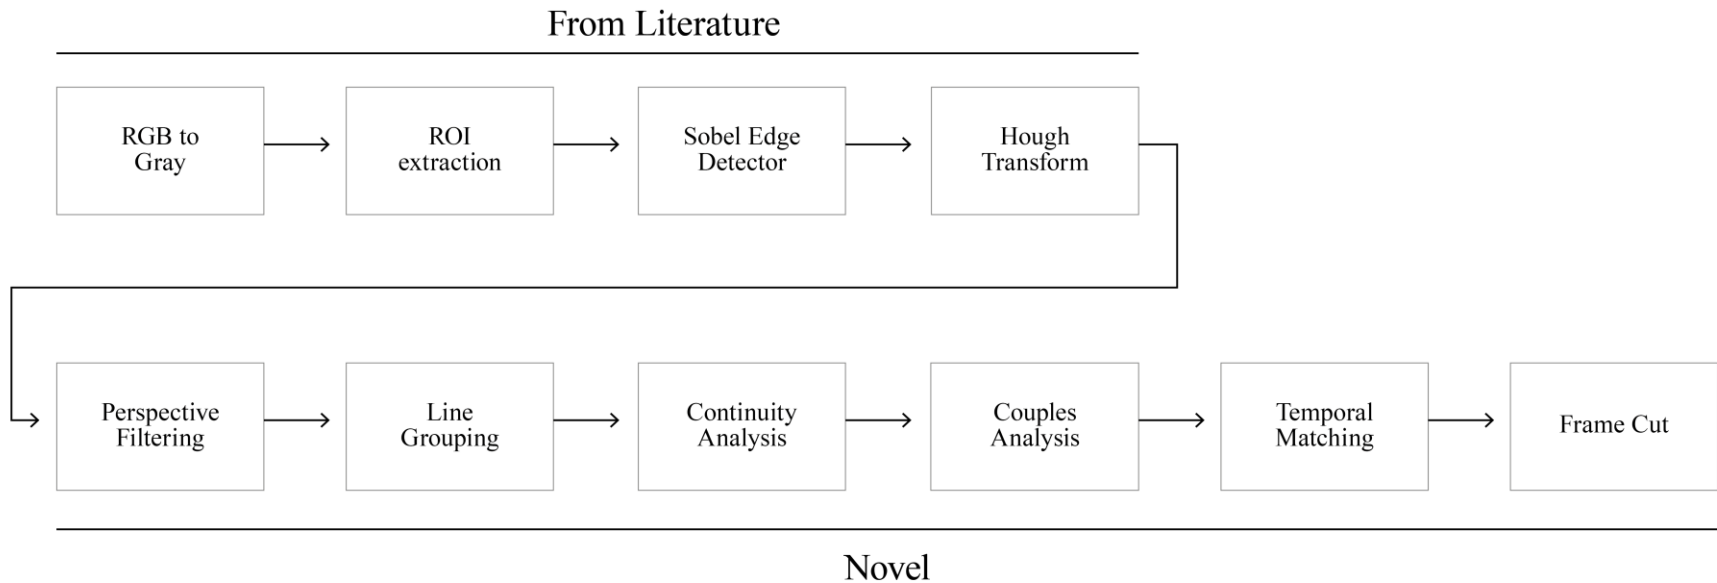 From Literature
RGB to
Gray
ROI
extraction
Sobel Edge
Detector
Hough
Transform
Perspective
Filtering
Line
Grouping
Continuity
Analysis
Couples
Analysis
Temporal
Matching
Frame Cut
Novel